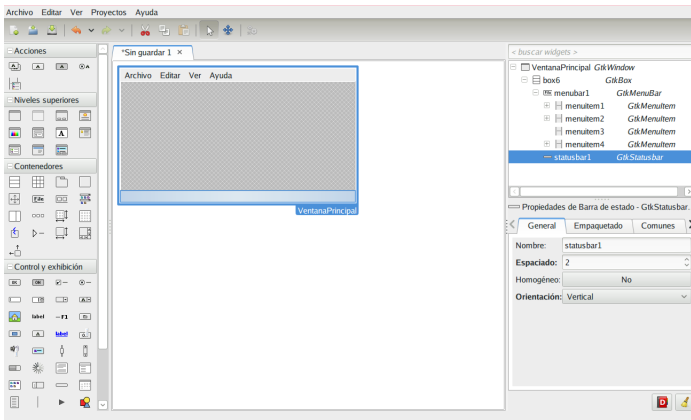 Archivo Editar Ver Proyectos Ayuda
Acciones
Niveles superiores
Contenedores
Control y exhibición
*Sin guardar 1 ×
Archivo Editar Ver Ayuda
VentanaPrincipal
< buscar widgets >
VentanaPrincipal GtkWindow
box6 GtkBox
menubar1 GtkMenuBar
menuitem1 GtkMenuItem
menuitem2 GtkMenuItem
menuitem3 GtkMenuItem
menuitem4 GtkMenuItem
statusbar1 GtkStatusbar
Propiedades de Barra de estado - GtkStatusbar.
General Empaquetado Comunes
Nombre: statusbar1
Espaciado: 2
Homogéneo: No
Orientación: Vertical